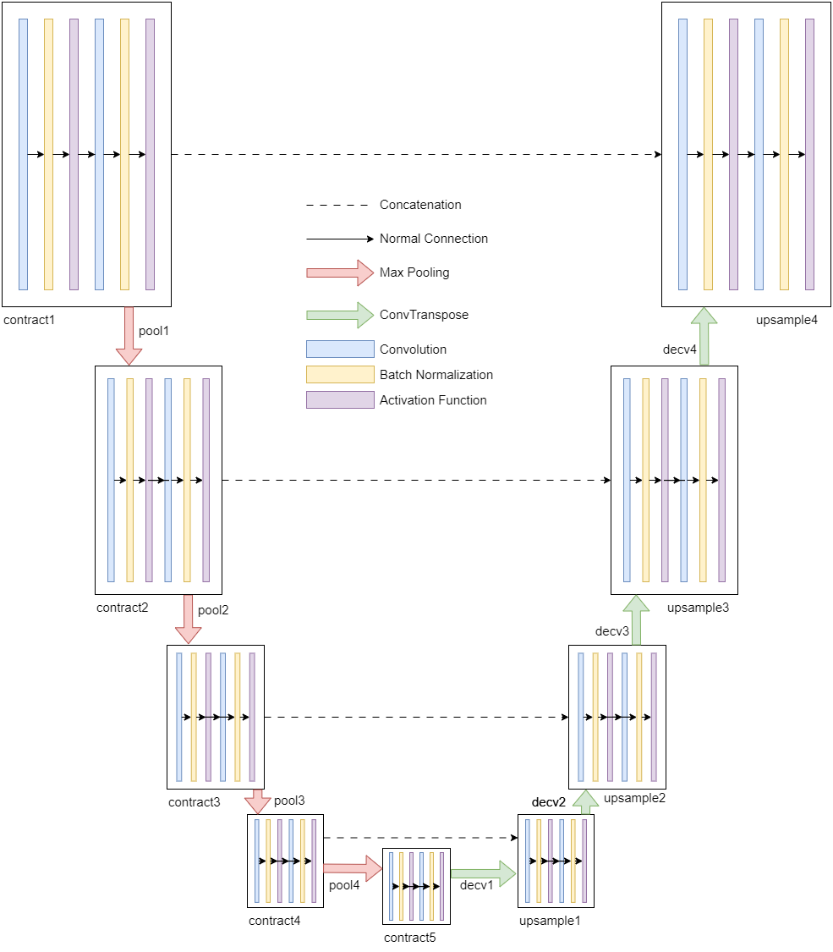 Concatenation
Normal Connection
Max Pooling
contract1
pool1
ConvTranspose
upsample4
decv4
Convolution
Batch Normalization
Activation Function
contract2
pool2
upsample3
decv3
contract3
pool3
decv2
upsample2
pool4
decv1
contract4
upsample1
contract5